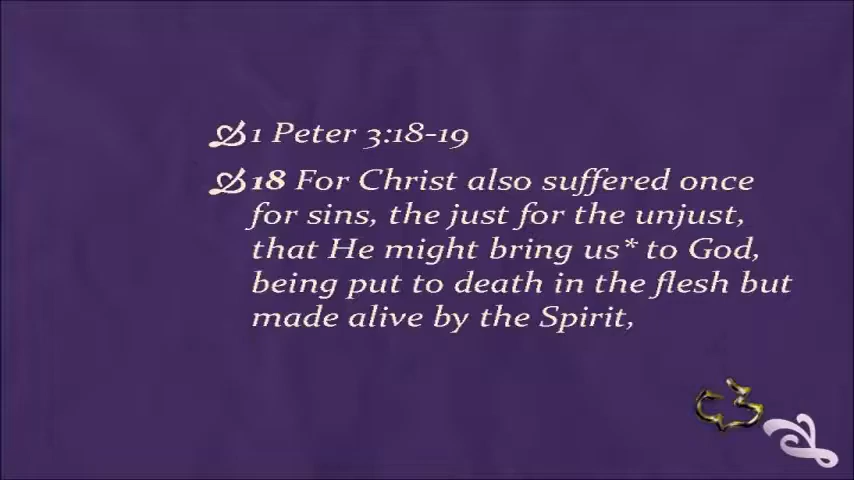 1 Peter 3:18-19
18 For Christ also suffered once
for sins, the just for the unjust,
that He might bring us* to God,
being put to death in the flesh but
made alive by the Spirit,